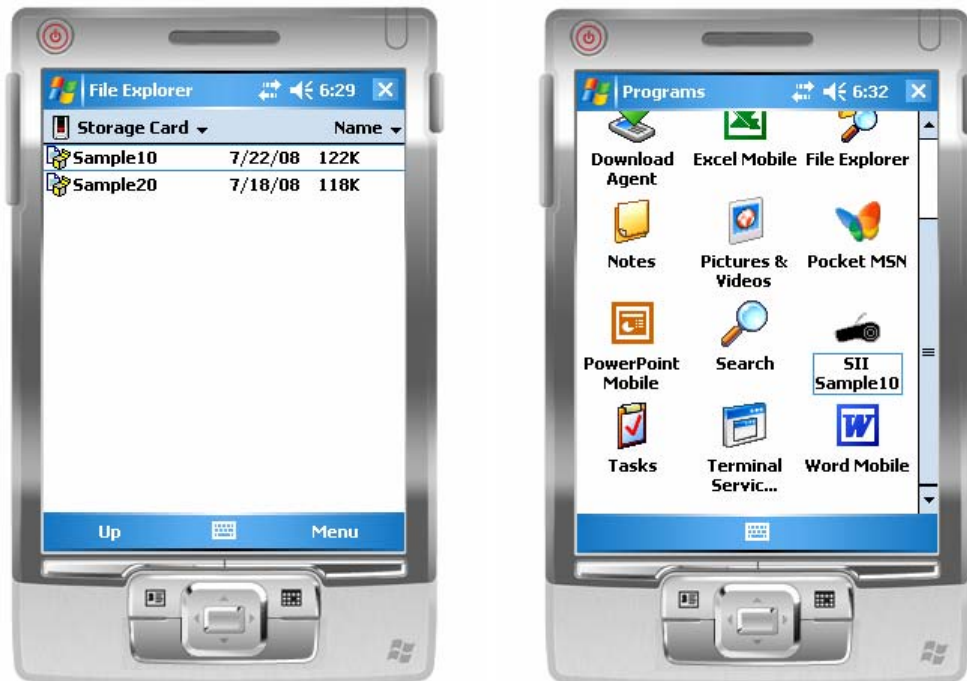 File Explorer 6:29
Storage Card Name
Sample10 7/22/08 122K
Sample20 7/18/08 118K
Up Menu
Programs 6:32
Download Excel Mobile File Explorer
Agent
Notes Pictures & Pocket MSN
Videos
PowerPoint Search SII
Mobile Sample10
Tasks Terminal Word Mobile
Servic...